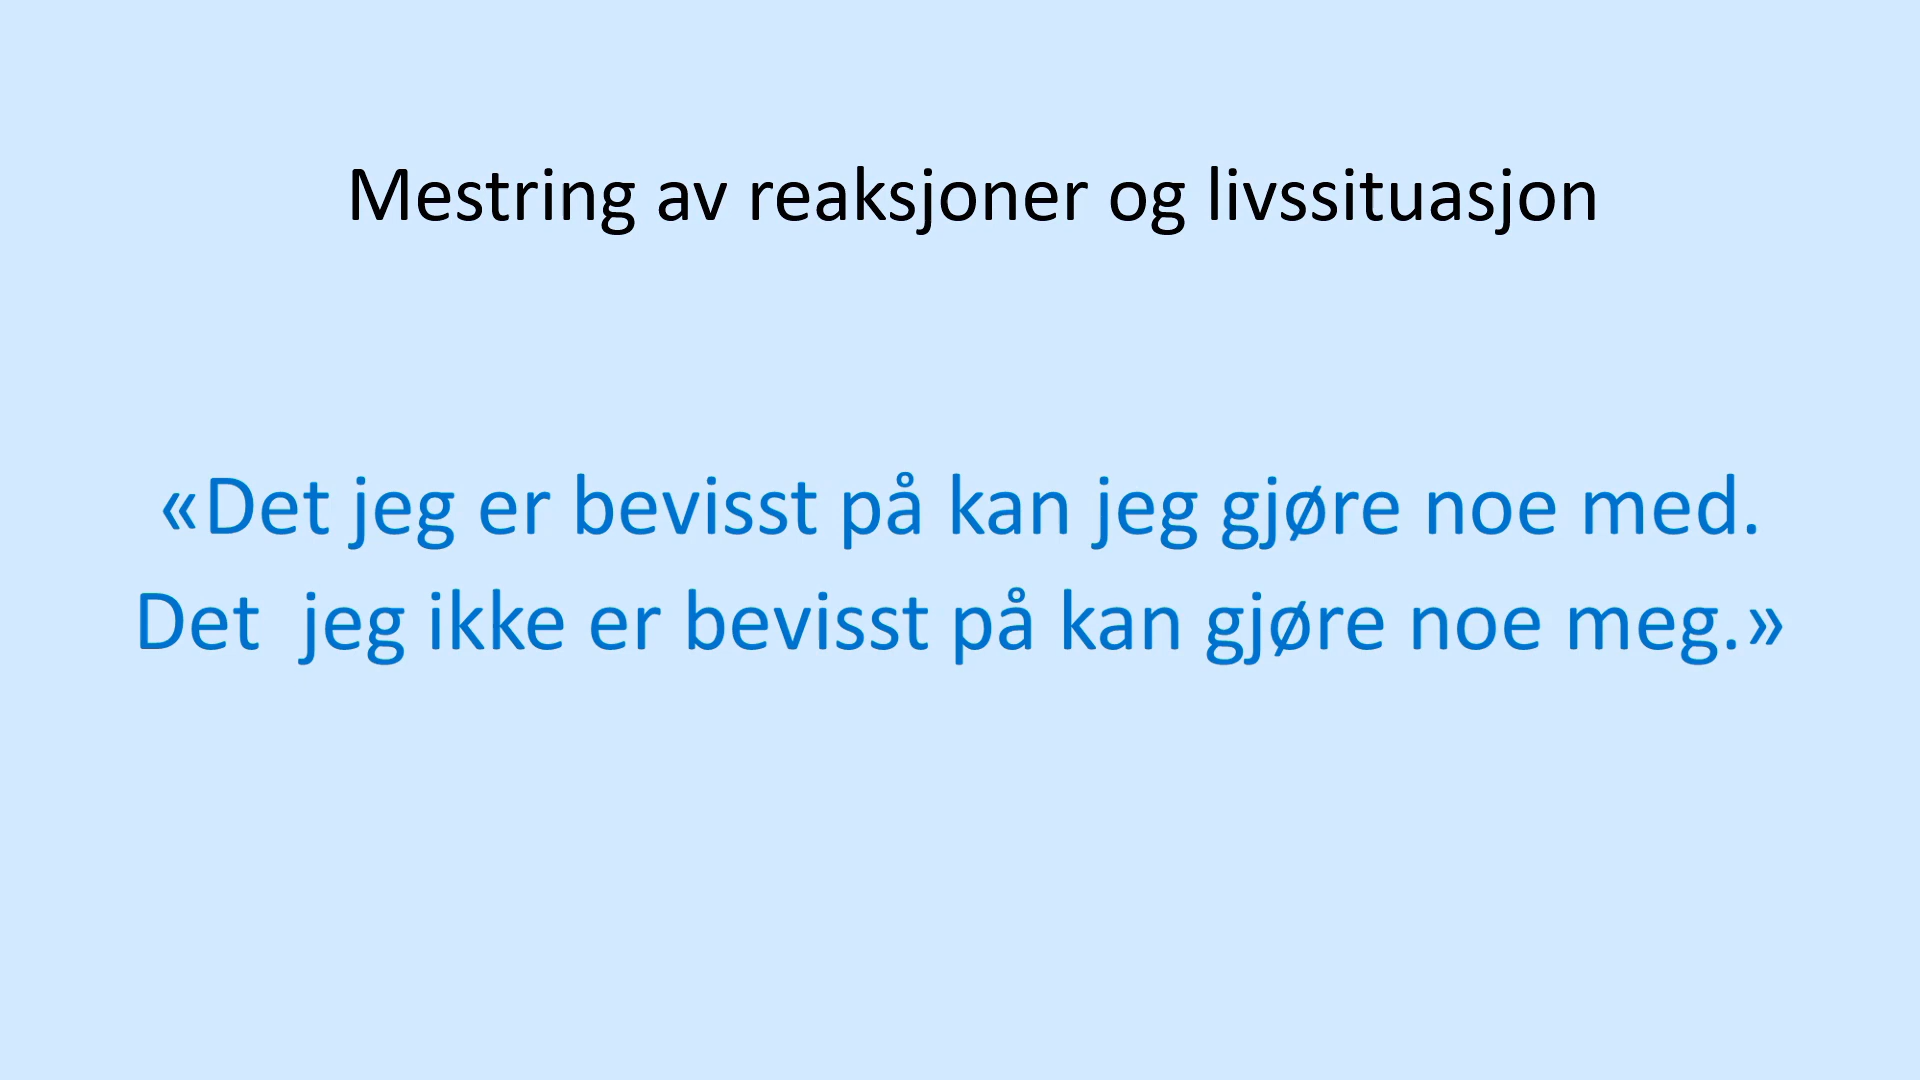 Mestring av reaksjoner og livssituasjon
«Det jeg er bevisst på kan jeg gjøre noe med.
Det  jeg ikke er bevisst på kan gjøre noe meg.»